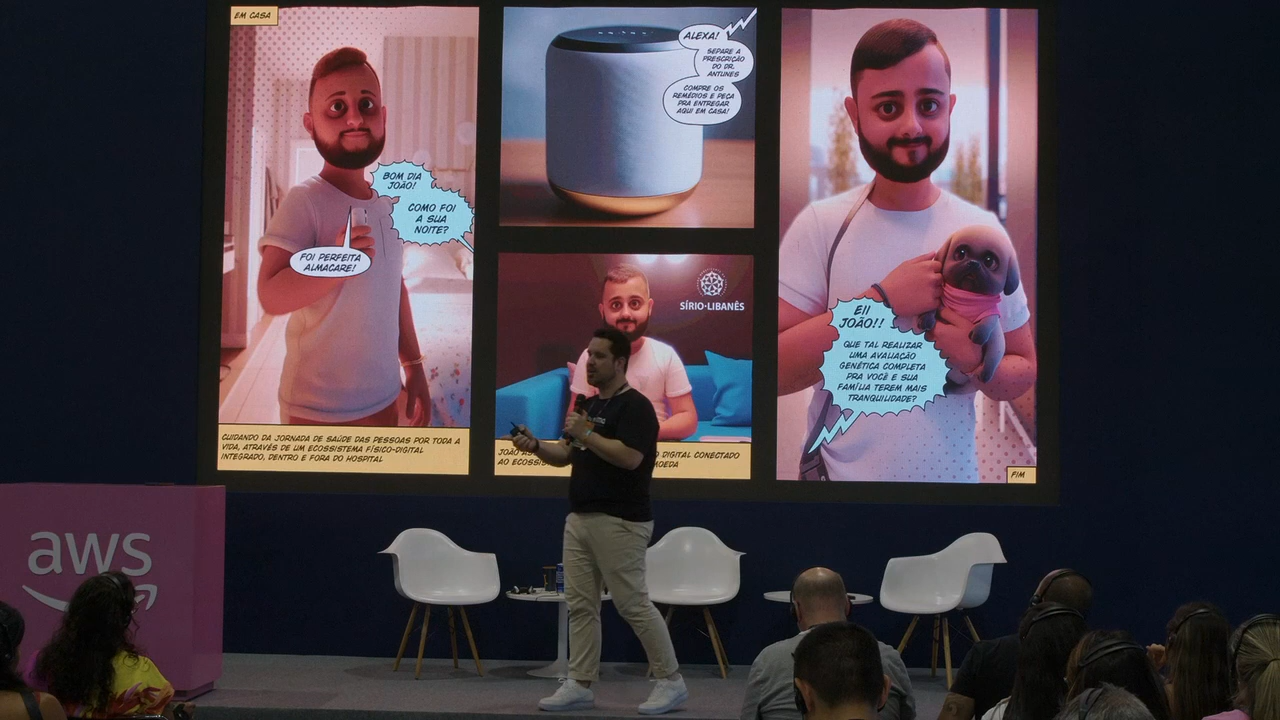 EM CASA
BOM DIA
JOÃO!
COMO FOI
A SUA
NOITE?
FOI PERFEITA
ALMACARE!
CUIDANDO DA JORNADA DE SAÚDE DAS PESSOAS POR TODA A
VIDA, ATRAVÉS DE UM ECOSSISTEMA FÍSICO-DIGITAL
INTEGRADO, DENTRO E FORA DO HOSPITAL
ALEXA!
SEPARE A
PRESCRIÇÃO
DO DR.
ANTUNES
COMPRE OS
REMÉDIOS E PEÇA
PRA ENTREGAR
AQUI EM CASA!
SÍRIO·LIBANÊS
JOÃO DIGITAL CONECTADO
AO
EII
JOÃO!!
QUE TAL REALIZAR
UMA AVALIAÇÃO
GENÉTICA COMPLETA
PRA VOCÊ E SUA
FAMÍLIA TEREM MAIS
TRANQUILIDADE?
FIM
aws